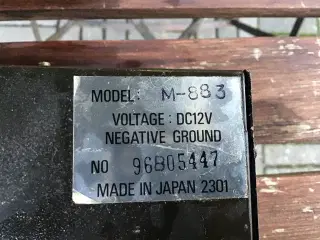 MODEL: M-883
VOLTAGE: DC12V
NEGATIVE GROUND
NO 96805447
MADE IN JAPAN 2301